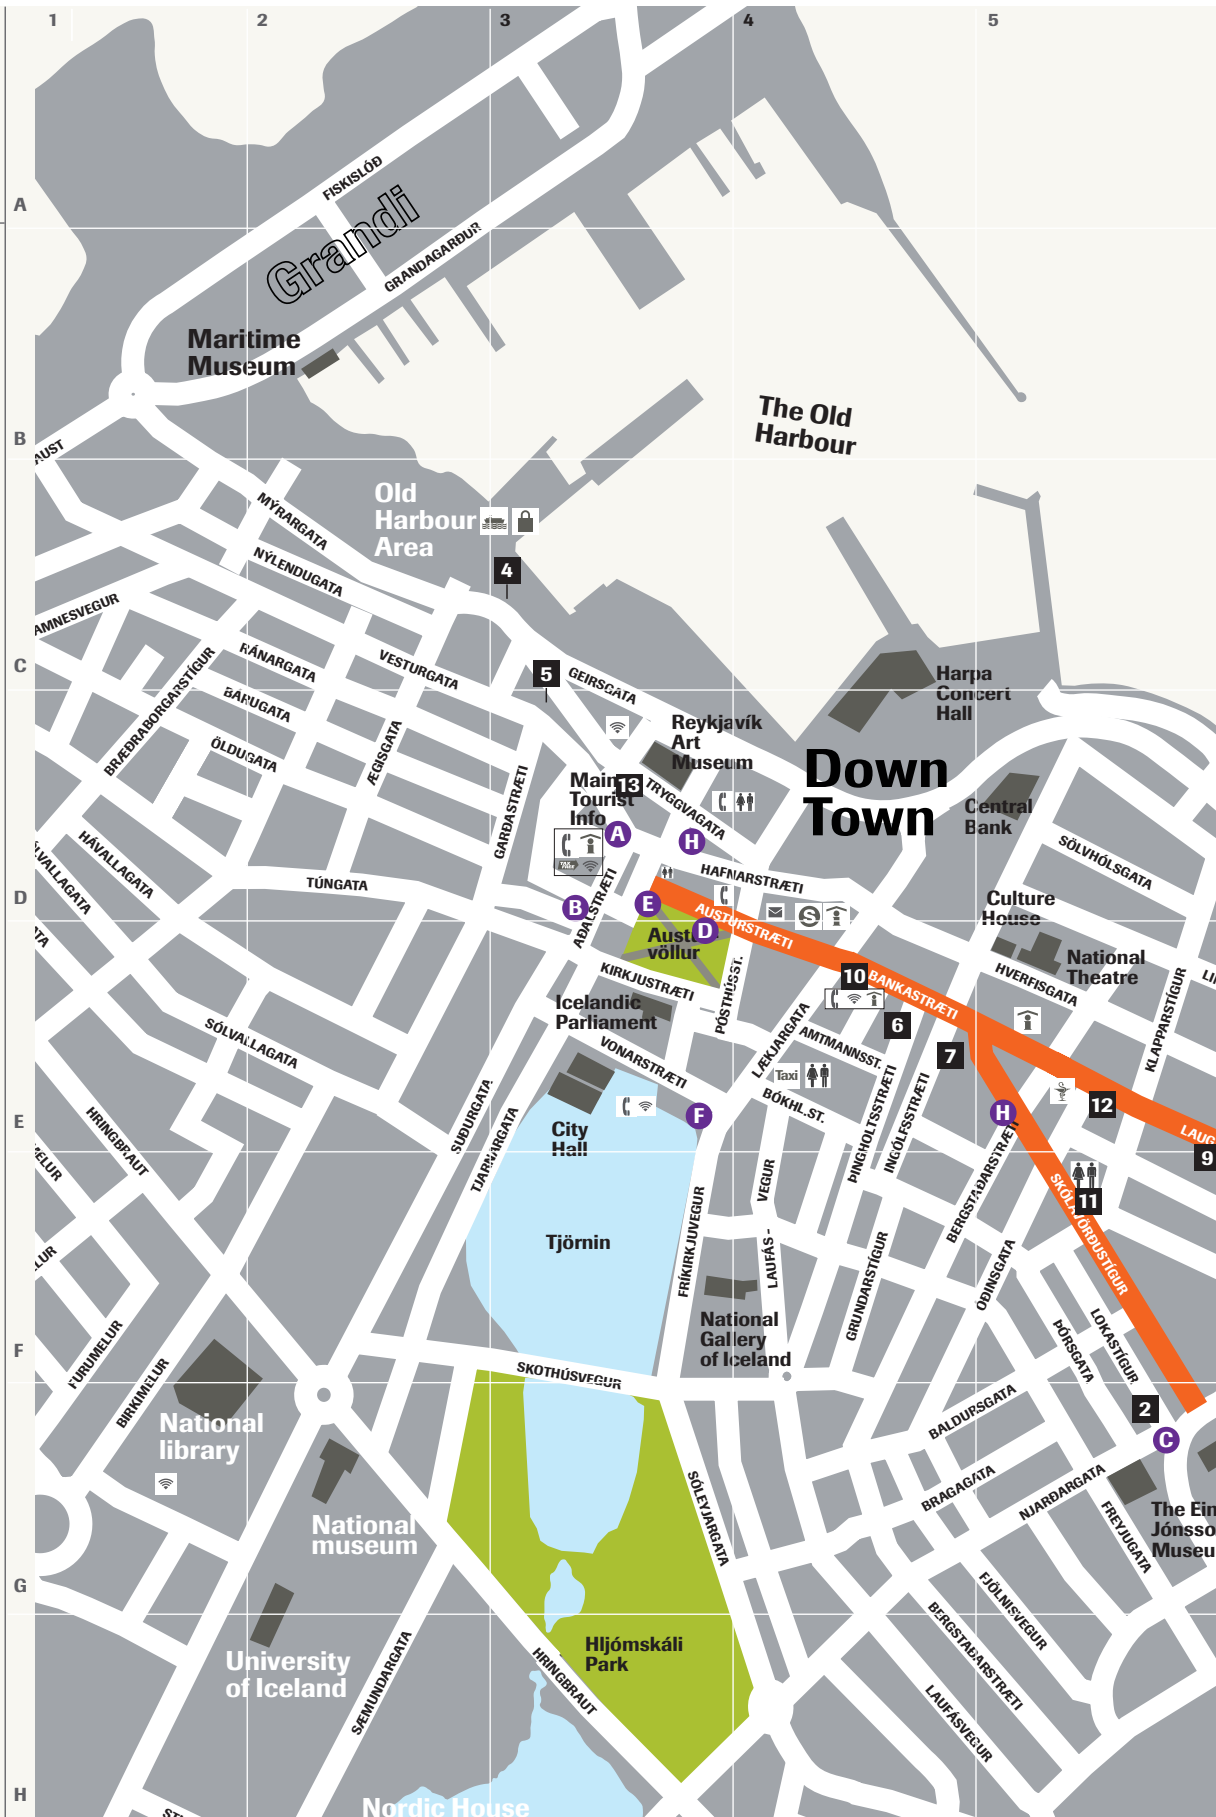 1
2
3
4
5
A
FISKISLÓÐ
Grandi
GRANDAGARÐUR
Maritime
Museum
B
The Old
Harbour
MÝRARGATA
Old
Harbour
Area
NÝLENDUGATA
4
C
RÁNARGATA
VESTURGATA
BÁRUGATA
BRÆÐRABORGARSTÍGUR
ÖLDUGATA
ÆGISGATA
5
GEIRSGATA
Harpa
Concert
Hall
Reykjavík
Art
Museum
Down
Town
Main
Tourist
Info
13
TRYGGVAGATA
Central
Bank
GARÐASTRÆTI
A
H
TAX
FREE
SÖLVHÓLSGATA
HÁVALLAGATA
D
TÚNGATA
HAFNARSTRÆTI
B
E
D
AÐALSTRÆTI
AUSTURSTRÆTI
S
Culture
House
völlur
National
Theatre
KIRKJUSTRÆTI
PÓSTHÚSST.
10
BANKASTRÆTI
HVERFISGATA
KLAPPARSTÍGUR
Icelandic
Parliament
6
SÓLVALLAGATA
VONARSTRÆTI
LÆKJARGATA
AMTMANNSST.
7
Taxi
E
HRINGBRAUT
SUÐURGATA
TJARNARGATA
City
Hall
F
BÓKHL.ST.
ÞINGHOLTSSTRÆTI
INGÓLFSSTRÆTI
H
12
9
BERGSTAÐARSTRÆTI
11
Tjörnin
FRÍKIRKJUVEGUR
LAUFÁS-
VEGUR
GRUNDARSTÍGUR
ÓÐINSGATA
F
FURUMELUR
BIRKIMELUR
National
Gallery
of Iceland
ÞÓRSGATA
LOKASTÍGUR
SKOTHÚSVEGUR
National
library
BALDURSGATA
2
C
BRAGAGATA
NJARÐARGATA
SÓLEYJARGATA
National
museum
FREYJUGATA
G
FJÖLNISVEGUR
BERGSTAÐARSTRÆTI
Hljómskáli
Park
University
of Iceland
SÆMUNDARGATA
HRINGBRAUT
LAUFÁSVEGUR
H
Nordic House